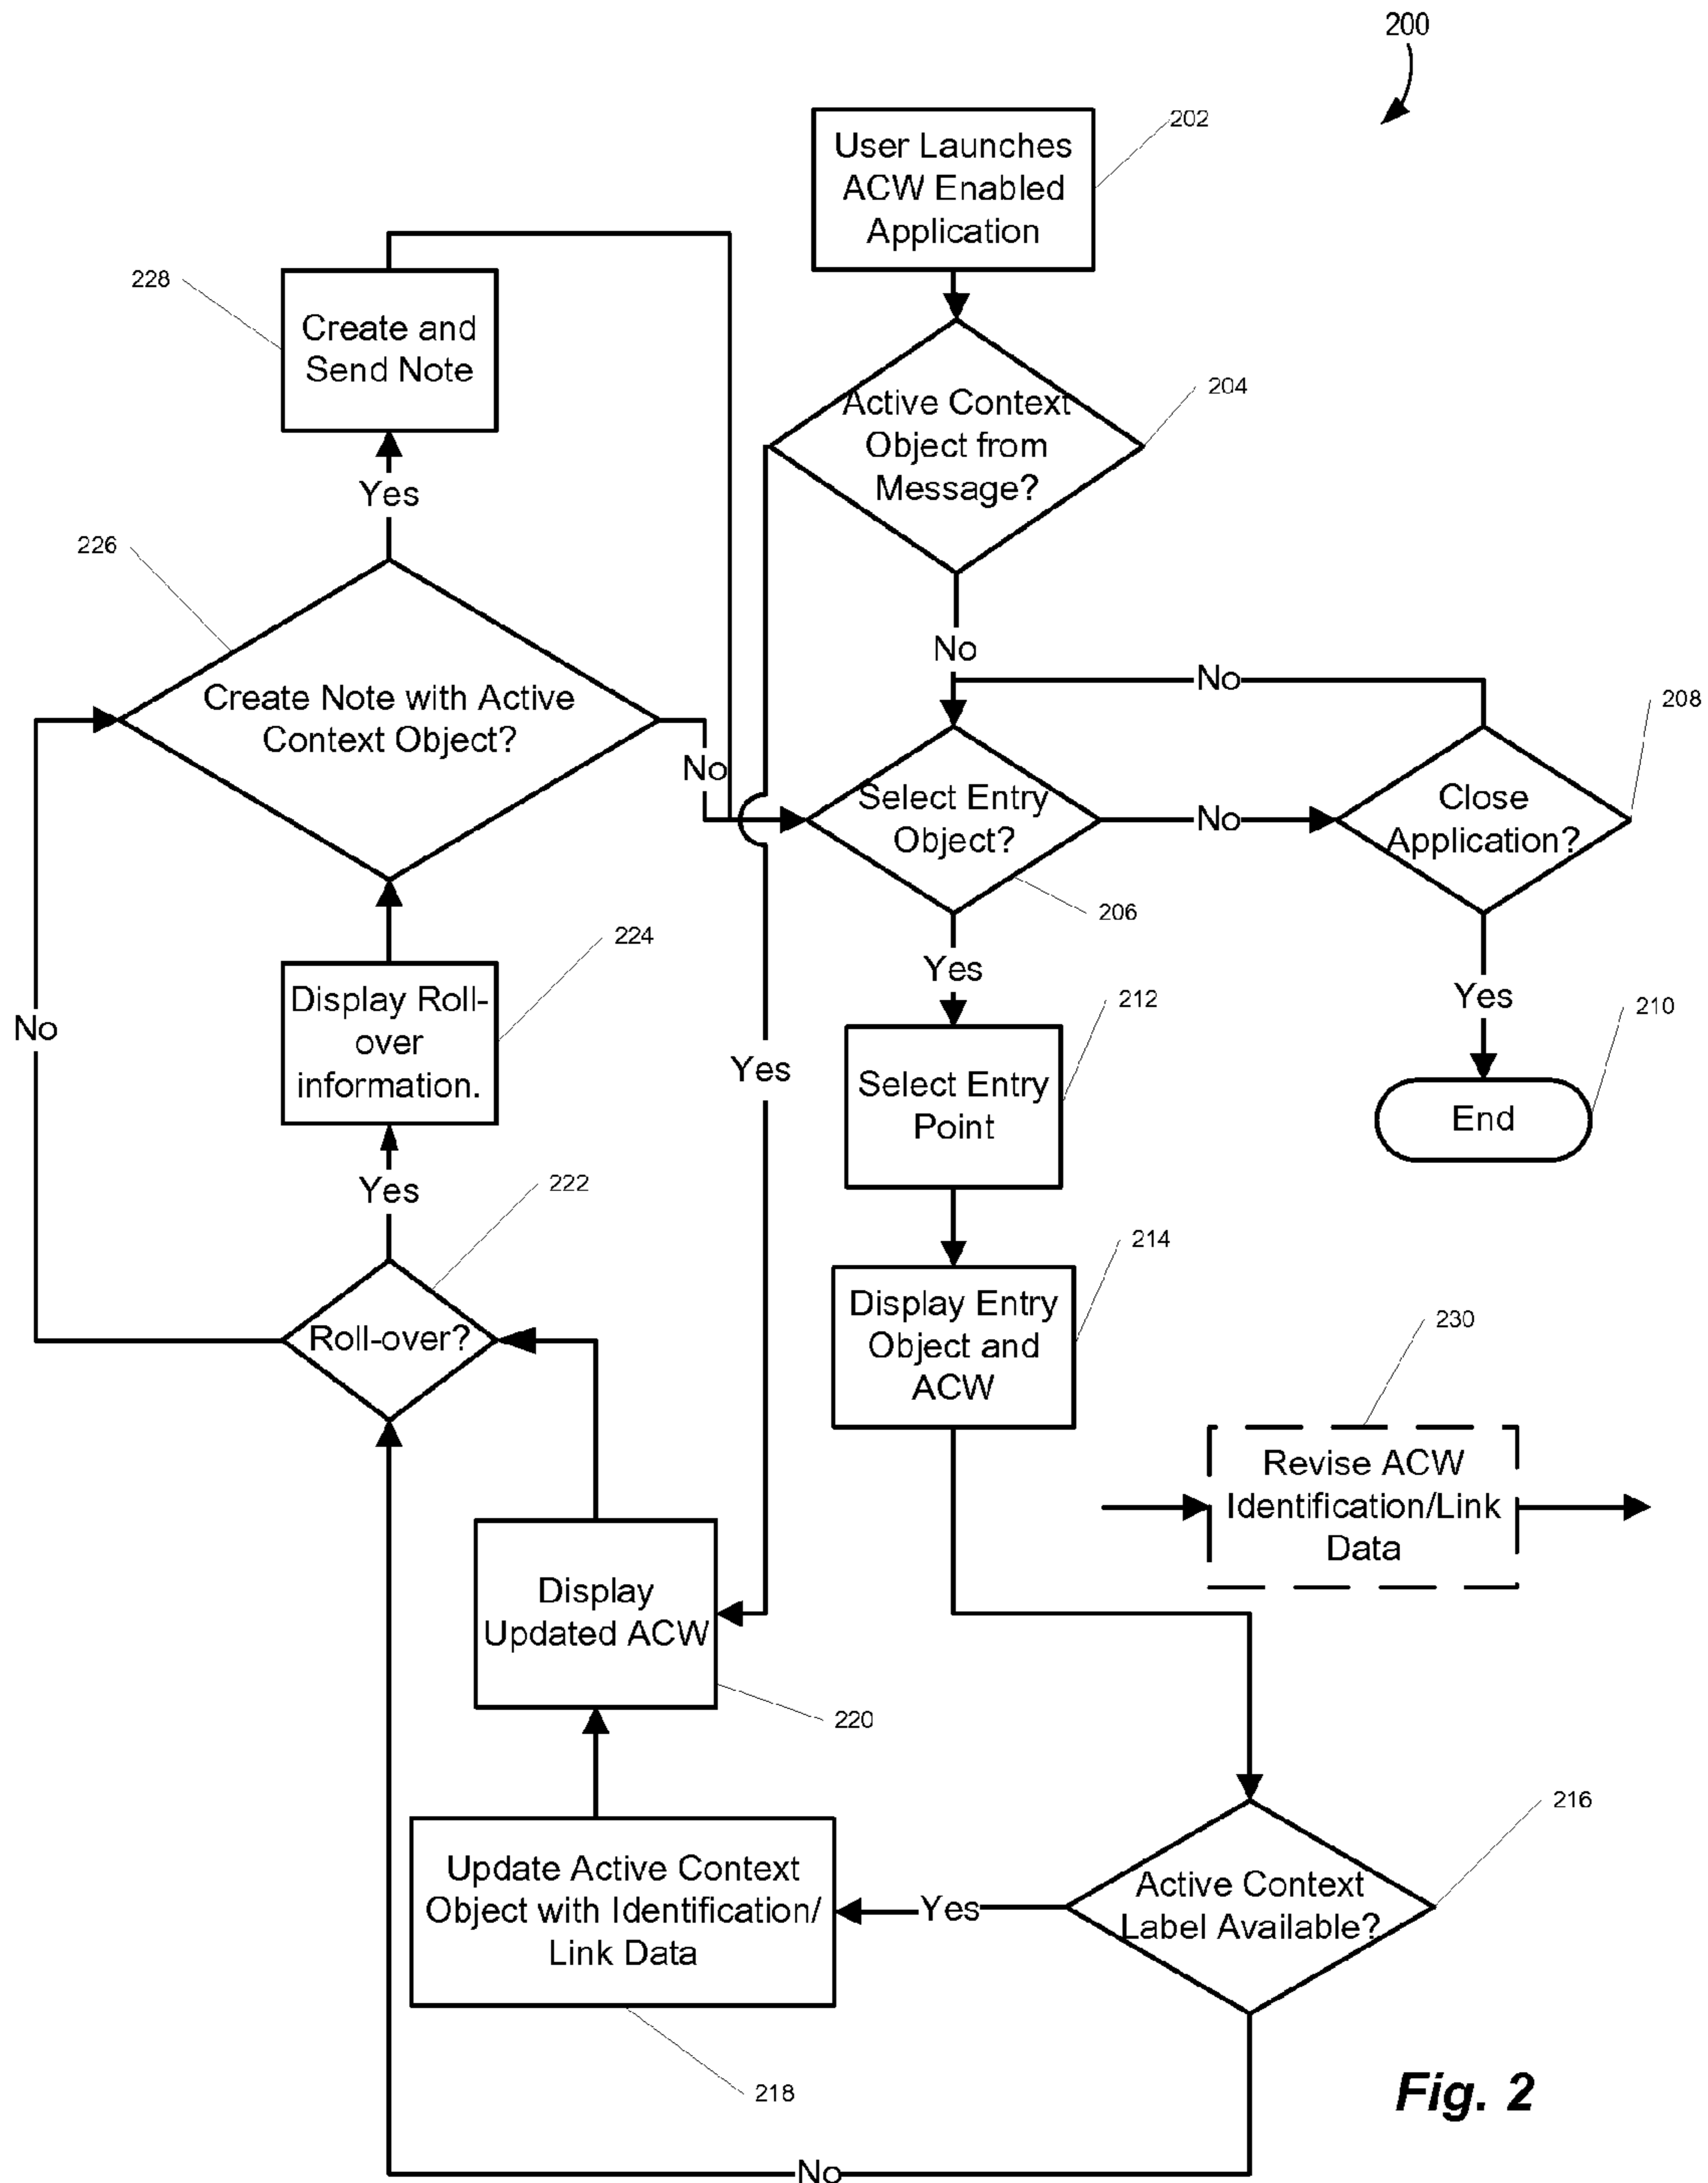 200
202
User Launches
ACW Enabled
Application
228
Create and
Send Note
204
Active Context
Object from
Message?
Yes
226
No
No
208
Create Note with Active
Context Object?
No
Select Entry
Object?
No
Close
Application?
206
224
Yes
Yes
Display Roll-
over
information.
212
210
No
Yes
Select Entry
Point
End
Yes
222
214
Display Entry
Object and
ACW
Roll-over?
230
Revise ACW
Identification/Link
Data
Display
Updated ACW
220
216
Update Active Context
Object with Identification/
Link Data
Yes
Active Context
Label Available?
218
Fig. 2
No